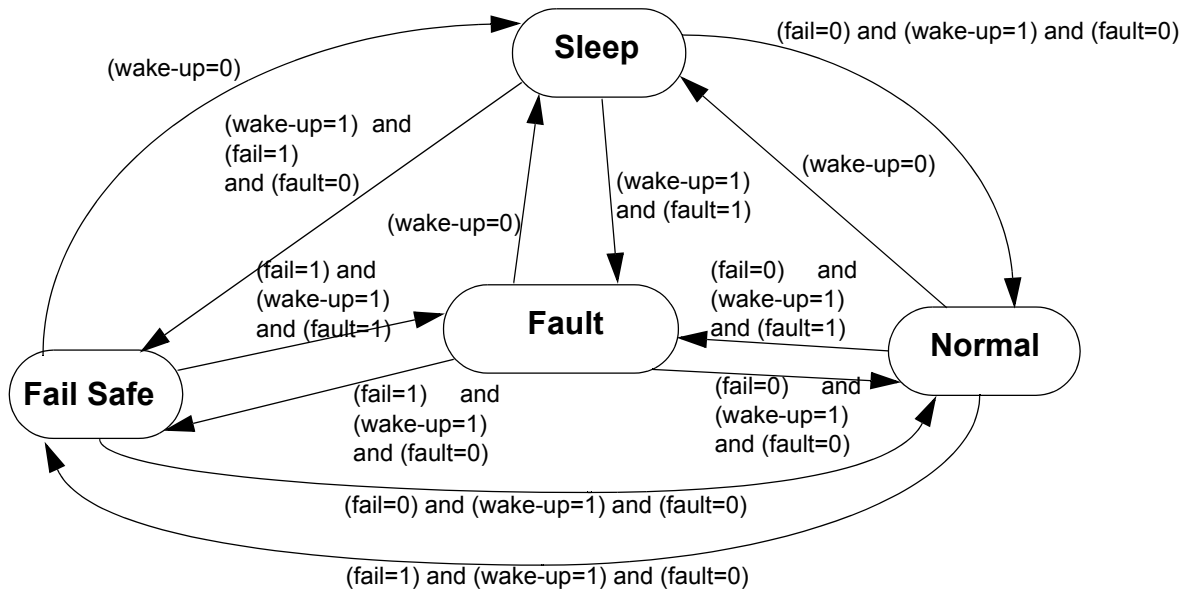 Sleep
(fail=0) and (wake-up=1) and (fault=0)
(wake-up=0)
(wake-up=1) and
(fail=1)
and (fault=0)
(wake-up=0)
(wake-up=1)
and (fault=1)
(wake-up=0)
(fail=1) and
(wake-up=1)
and (fault=1)
Fault
(fail=0) and
(wake-up=1)
and (fault=1)
Normal
Fail Safe
(fail=1) and
(wake-up=1)
and (fault=0)
(fail=0) and
(wake-up=1)
and (fault=0)
(fail=0) and (wake-up=1) and (fault=0)
(fail=1) and (wake-up=1) and (fault=0)